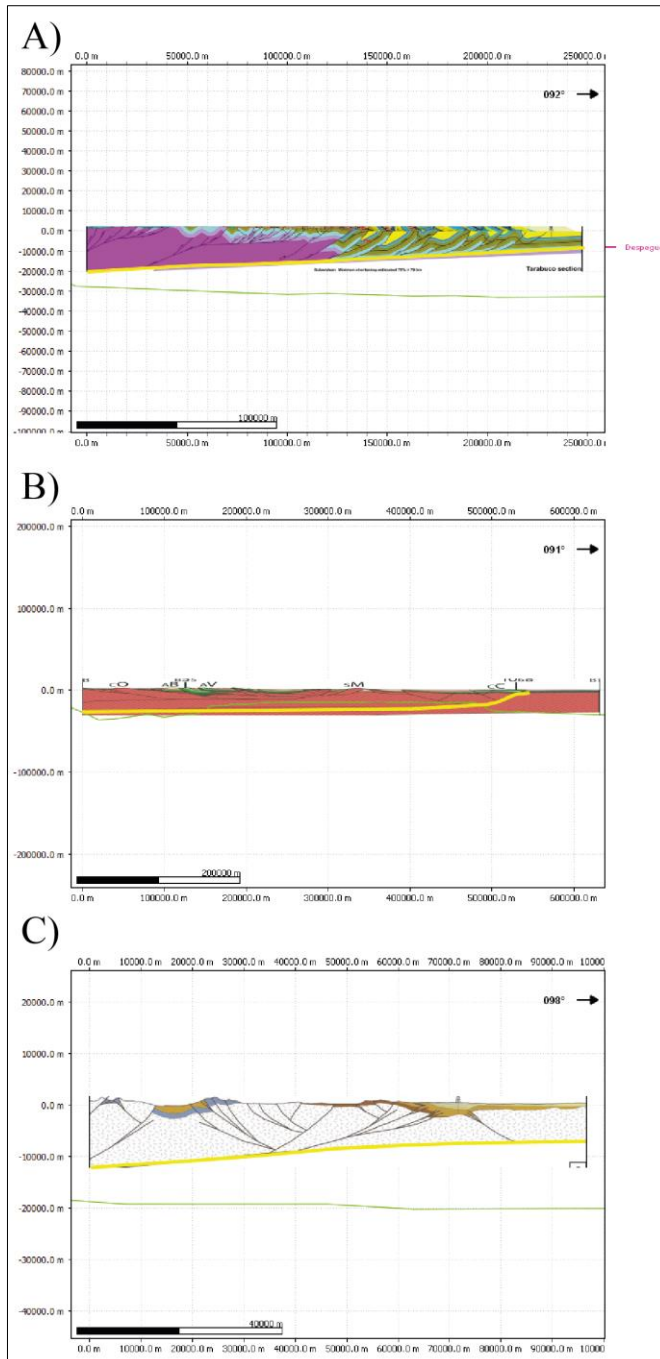 A)
0.0 m 50000.0 m 100000.0 m 150000.0 m 200000.0 m 250000.0 m
80000.0 m
70000.0 m
60000.0 m
50000.0 m
40000.0 m
30000.0 m
20000.0 m
10000.0 m
0.0 m
-10000.0 m
-20000.0 m
-30000.0 m
-40000.0 m
-50000.0 m
-60000.0 m
-70000.0 m
-80000.0 m
-90000.0 m
-100000.0 m
092°
Despegue
Tarabuco section
100000 m
0.0 m 50000.0 m 100000.0 m 150000.0 m 200000.0 m 250000.0 m
B)
0.0 m 100000.0 m 200000.0 m 300000.0 m 400000.0 m 500000.0 m 600000.0 m
200000.0 m
091°
100000.0 m
0.0 m
-100000.0 m
-200000.0 m
200000 m
0.0 m 100000.0 m 200000.0 m 300000.0 m 400000.0 m 500000.0 m 600000.0 m
C)
0.0 m 10000.0 m 20000.0 m 30000.0 m 40000.0 m 50000.0 m 60000.0 m 70000.0 m 80000.0 m 90000.0 m 10000
20000.0 m
098°
10000.0 m
0.0 m
-10000.0 m
-20000.0 m
-30000.0 m
-40000.0 m
40000 m
0.0 m 10000.0 m 20000.0 m 30000.0 m 40000.0 m 50000.0 m 60000.0 m 70000.0 m 80000.0 m 90000.0 m 10000